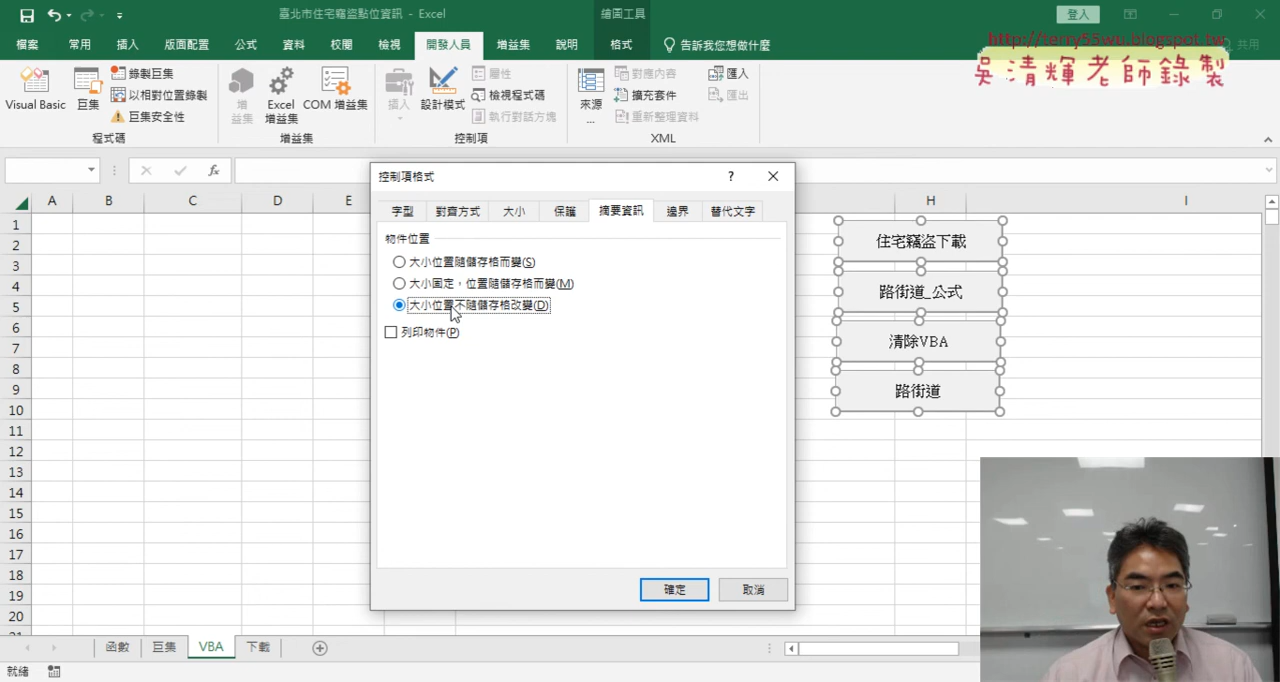 臺北市住宅竊盜點位資訊 - Excel
繪圖工具
登入
檔案 常用 插入 版面配置 公式 資料 校閱 檢視 開發人員 增益集 說明 格式 告訴我您想做什麼 共用
http://terry55wu.blogspot.tw
吳清輝老師錄製
Visual Basic
巨集
錄製巨集
以相對位置錄製
巨集安全性
程式碼
增益集
Excel 增益集
COM 增益集
增益集
插入
設計模式
屬性
檢視程式碼
執行對話方塊
控制項
來源
...
對應內容
擴充套件
重新整理資料
匯入
匯出
XML
fx
A B C D E H I
1
2
3
4
5
6
7
8
9
10
11
12
13
14
15
16
17
18
19
20
21
控制項格式
?
字型 對齊方式 大小 保護 摘要資訊 邊界 替代文字
物件位置
大小位置隨儲存格而變(S)
大小固定，位置隨儲存格而變(M)
大小位置不隨儲存格改變(D)
列印物件(P)
確定 取消
住宅竊盜下載
路街道_公式
清除VBA
路街道
函數 巨集 VBA 下載
就緒